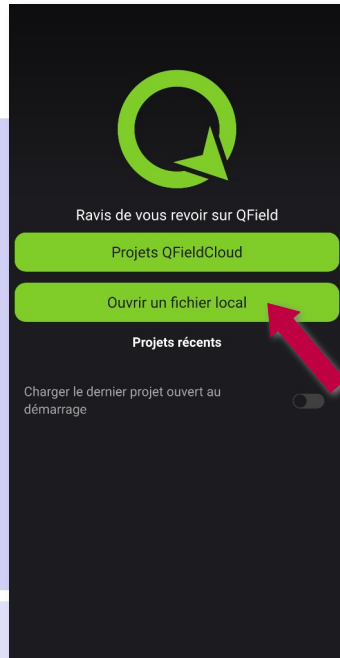 Ravis de vous revoir sur QField
Projets QFieldCloud
Ouvrir un fichier local
Projets récents
Charger le dernier projet ouvert au
démarrage